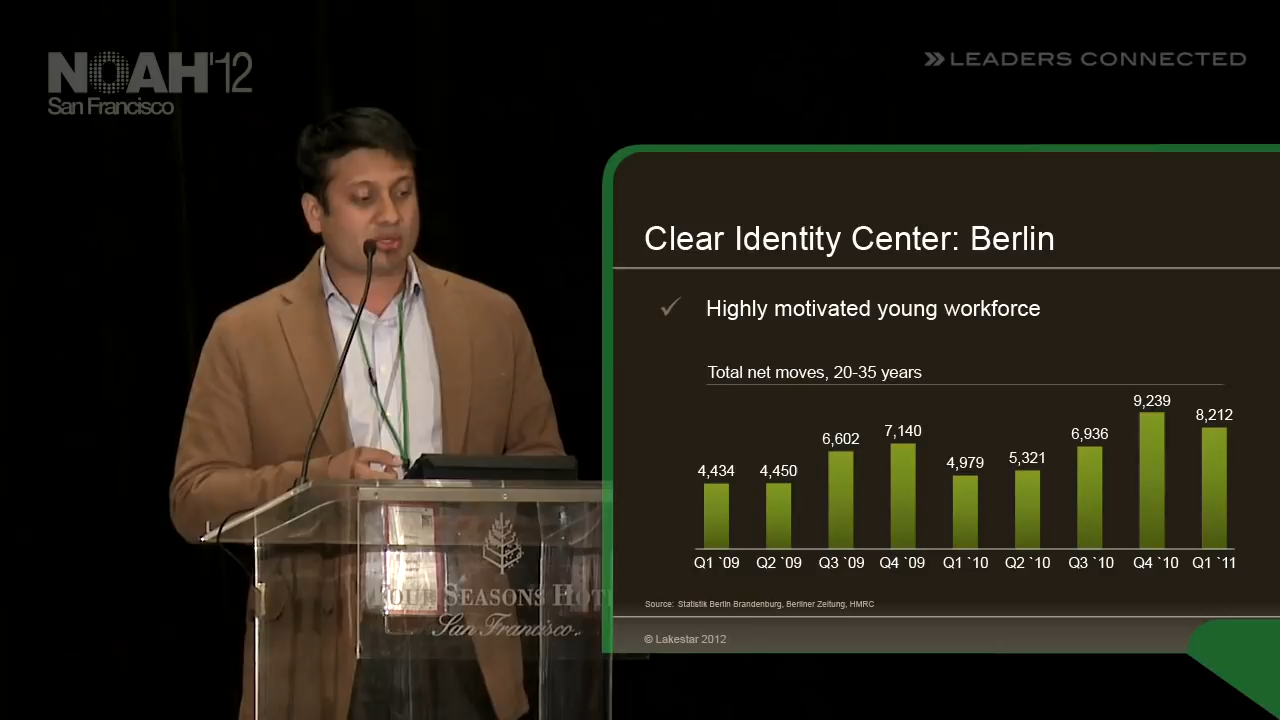 NOAH'12
San Francisco
LEADERS CONNECTED
Clear Identity Center: Berlin
✓ Highly motivated young workforce
Total net moves, 20-35 years
4,434 4,450 6,602 7,140 4,979 5,321 6,936 9,239 8,212
Q1 `09 Q2 `09 Q3 `09 Q4 `09 Q1 `10 Q2 `10 Q3 `10 Q4 `10 Q1 `11
Source: Statistik Berlin Brandenburg, Berliner Zeitung, HMRC
© Lakestar 2012
FOUR SEASONS HOT
San Francisco